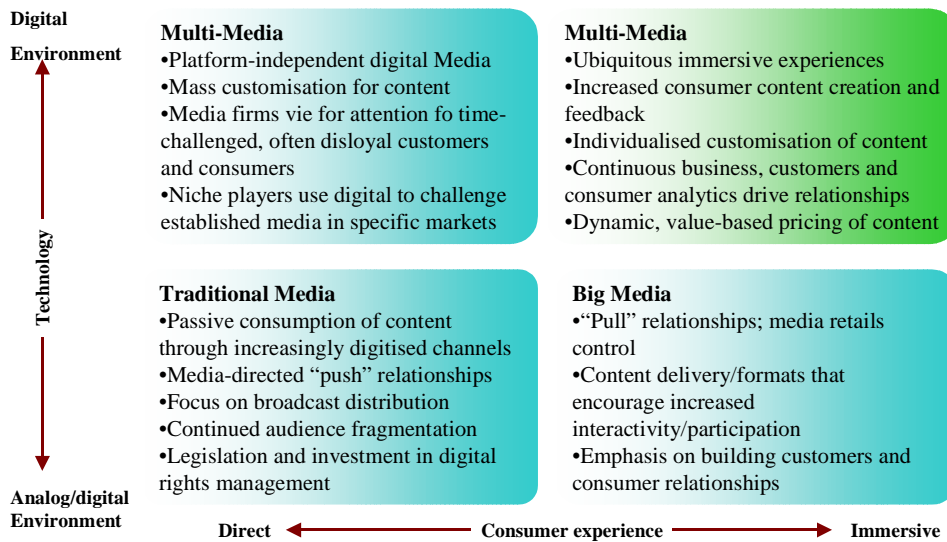 Digital
Environment
Multi-Media
•Platform-independent digital Media
•Mass customisation for content
•Media firms vie for attention fo time-
challenged, often disloyal customers
and consumers
•Niche players use digital to challenge
established media in specific markets
Multi-Media
•Ubiquitous immersive experiences
•Increased consumer content creation and
feedback
•Individualised customisation of content
•Continuous business, customers and
consumer analytics drive relationships
•Dynamic, value-based pricing of content
Technology
Traditional Media
•Passive consumption of content
through increasingly digitised channels
•Media-directed “push” relationships
•Focus on broadcast distribution
•Continued audience fragmentation
•Legislation and investment in digital
rights management
Big Media
•“Pull” relationships; media retails
control
•Content delivery/formats that
encourage increased
interactivity/participation
•Emphasis on building customers and
consumer relationships
Analog/digital
Environment
Direct
Consumer experience
Immersive